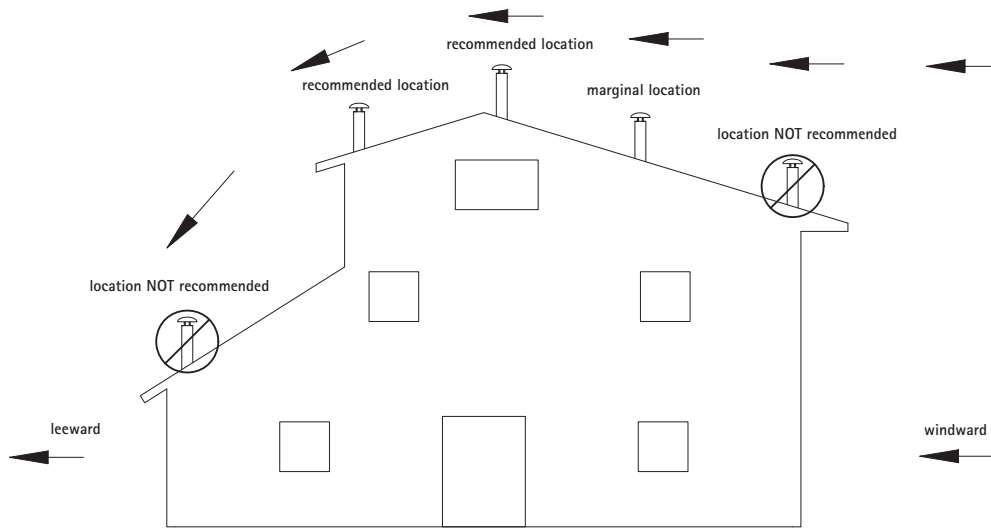 recommended location
recommended location
marginal location
location NOT recommended
location NOT recommended
leeward
windward